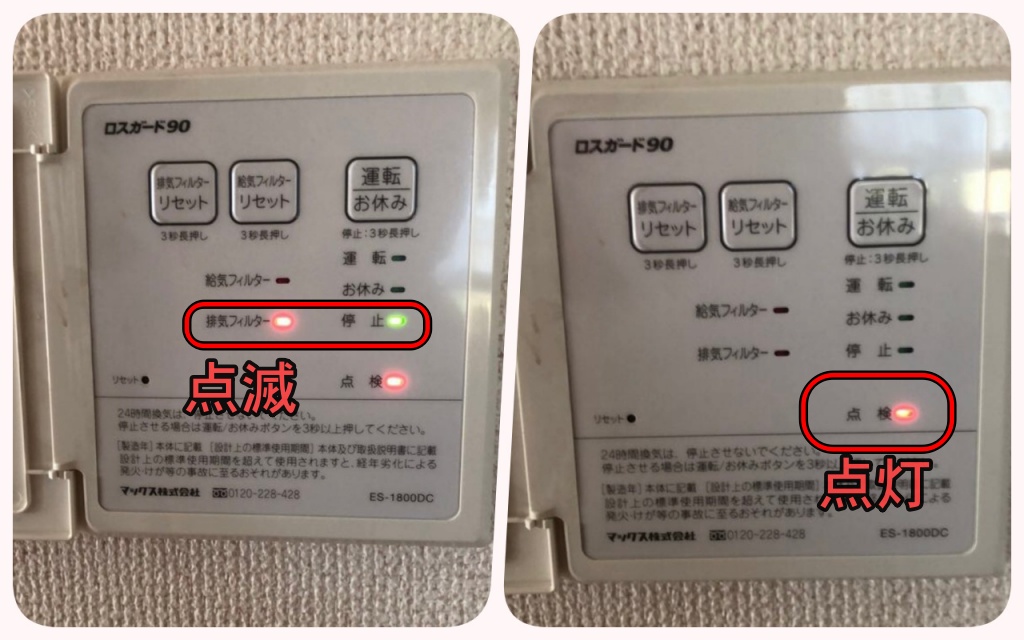 ロスガード90
排気フィルター
リセット
給気フィルター
リセット
運転
お休み
3秒長押し
3秒長押し
停止:3秒長押し
運 転
給気フィルター
お休み
排気フィルター
停 止
点滅
リセット
点 検
24時間換気は、停止させないで
ください。
停止させる場合は運転/お休みボタンを3秒以上押してください。
[製造年]本体に記載 [設計上の標準使用期間]本体及び取扱説明書に記載
設計上の標準使用期間を超えて使用されますと、経年劣化による
発火・けが等の事故に至るおそれがあります。
マックス株式会社 0120-228-428 ES-1800DC
ロスガード90
排気フィルター
リセット
給気フィルター
リセット
運転
お休み
3秒長押し
3秒長押し
停止:3秒長押し
運 転
給気フィルター
お休み
排気フィルター
停 止
リセット
点 検
点灯
24時間換気は、停止させないでください。
停止させる場合は運転/お休みボタンを3秒以
[製造年]本体に記載 [設計上の標準使用期間]本体
に記載
設計上の標準使用期間を超えて使用されますと
による
発火・けが等の事故に至るおそれがあります。
マックス株式会社 0120-228-428 ES-1800DC